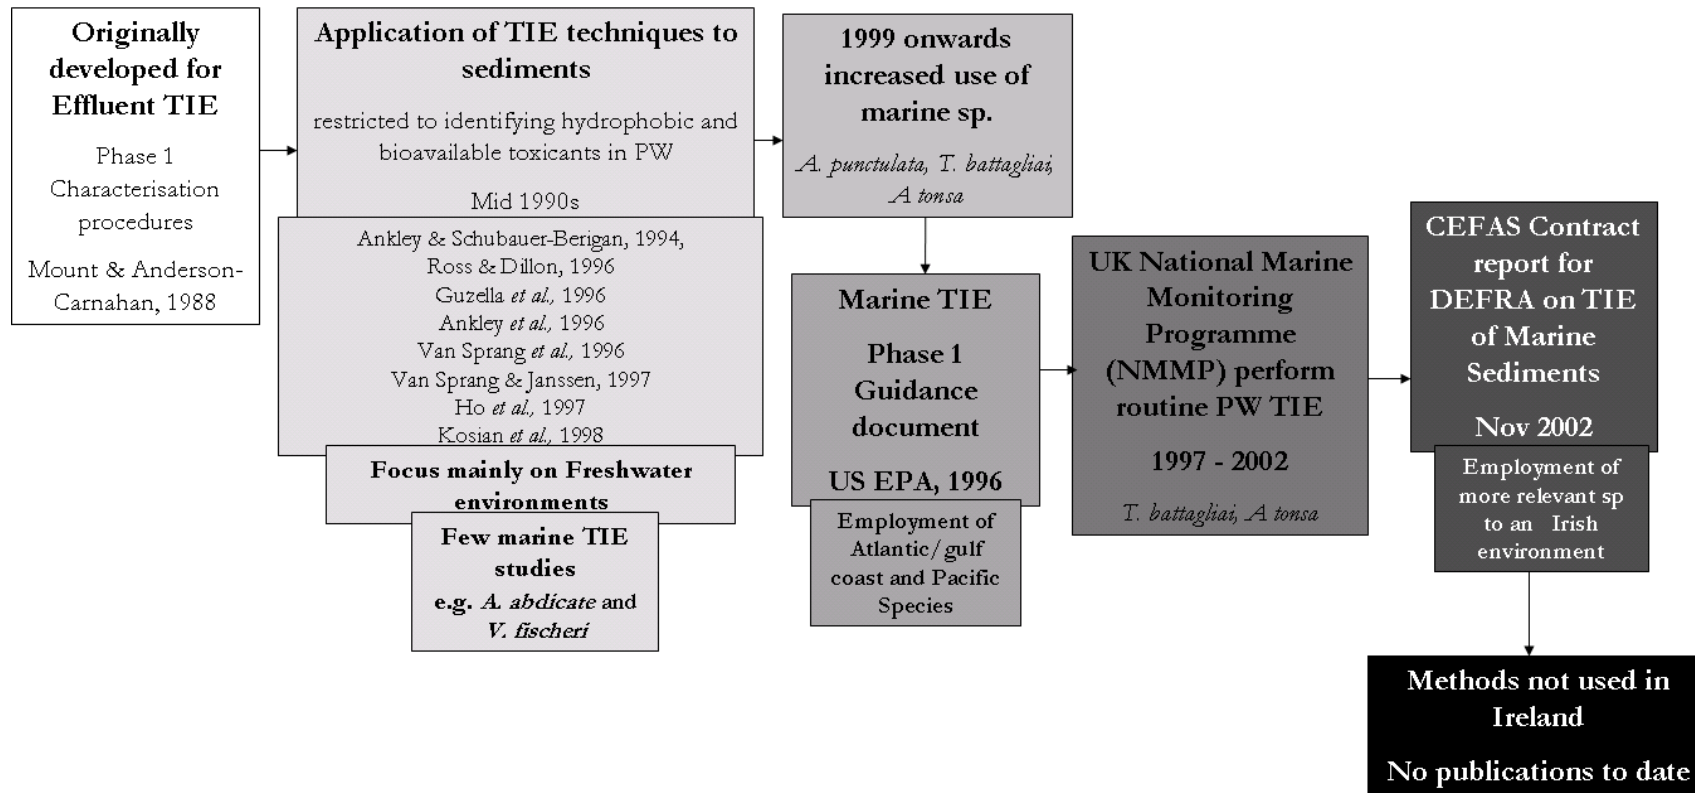 Originally
developed for
Effluent TIE
Phase 1
Characterisation
procedures
Mount & Anderson-
Carnahan, 1988
Application of TIE techniques to
sediments
restricted to identifying hydrophobic and
bioavailable toxicants in PW
Mid 1990s
Ankley & Schubauer-Berigan, 1994,
Ross & Dillon, 1996
Guzella et al., 1996
Ankley et al., 1996
Van Sprang et al., 1996
Van Sprang & Janssen, 1997
Ho et al., 1997
Kosian et al., 1998
Focus mainly on Freshwater
environments
Few marine TIE
studies
e.g. A. abdicate and
V. fischeri
1999 onwards
increased use of
marine sp.
A. punctulata, T. battagliai,
A tonsa
Marine TIE
Phase 1
Guidance
document
US EPA, 1996
Employment of
Atlantic/gulf
coast and Pacific
Species
UK National Marine
Monitoring
Programme
(NMMP) perform
routine PW TIE
1997 - 2002
T. battagliai, A tonsa
CEFAS Contract
report for
DEFRA on TIE
of Marine
Sediments
Nov 2002
Employment of
more relevant sp
to an Irish
environment
Methods not used in
Ireland
No publications to date